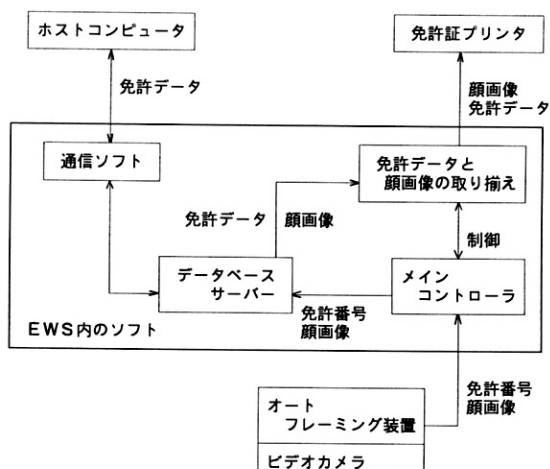 ホストコンピュータ
免許証プリンタ
免許データ
顔画像
免許データ
通信ソフト
免許データと
顔画像の取り揃え
免許データ 顔画像
制御
データベース
サーバー
メイン
コントローラ
免許番号
顔画像
EWS内のソフト
免許番号
顔画像
オート
フレーミング装置
ビデオカメラ